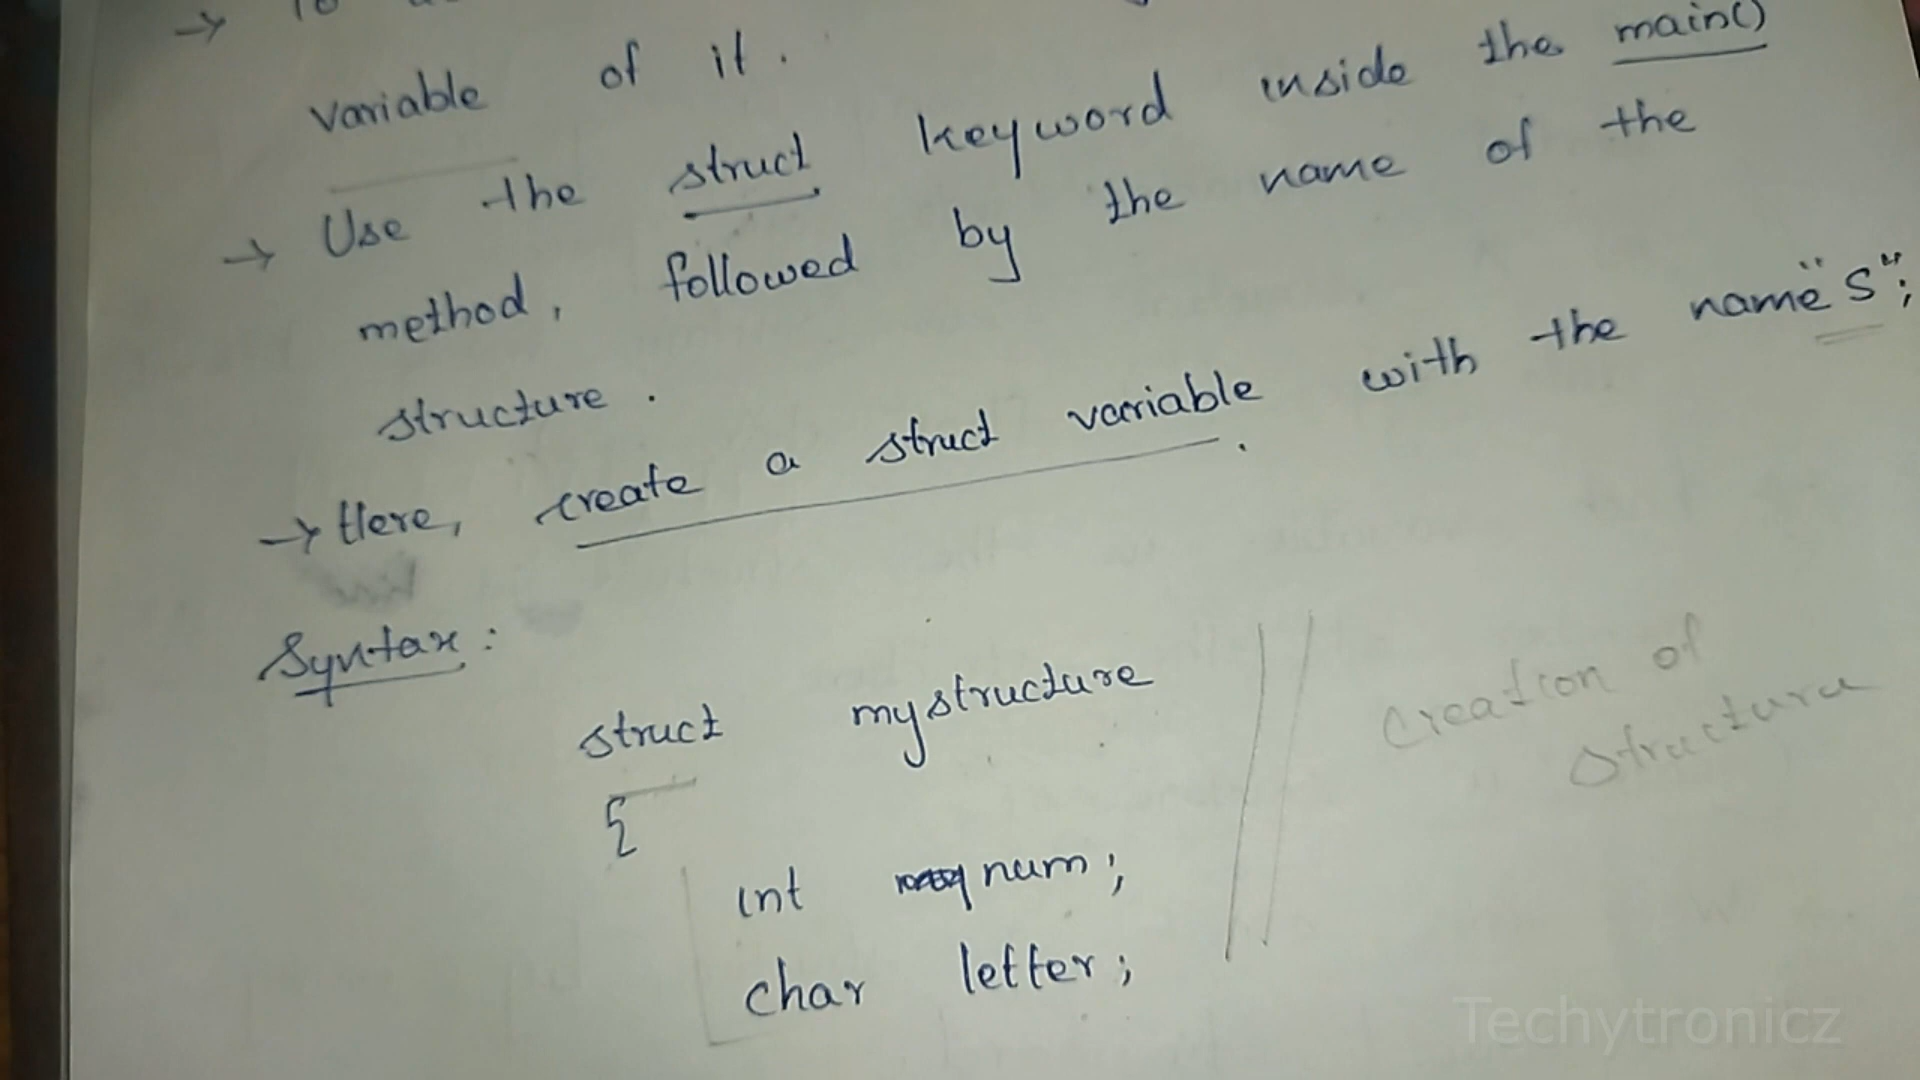 → To
variable of it.
→ Use the struct keyword inside the main()
method, followed by the name of the
structure.
→ Here, create a struct variable with the name "S";
Syntax:
struct mystructure
{
int num;
char letter;
// Creation of
structure
Techytronicz